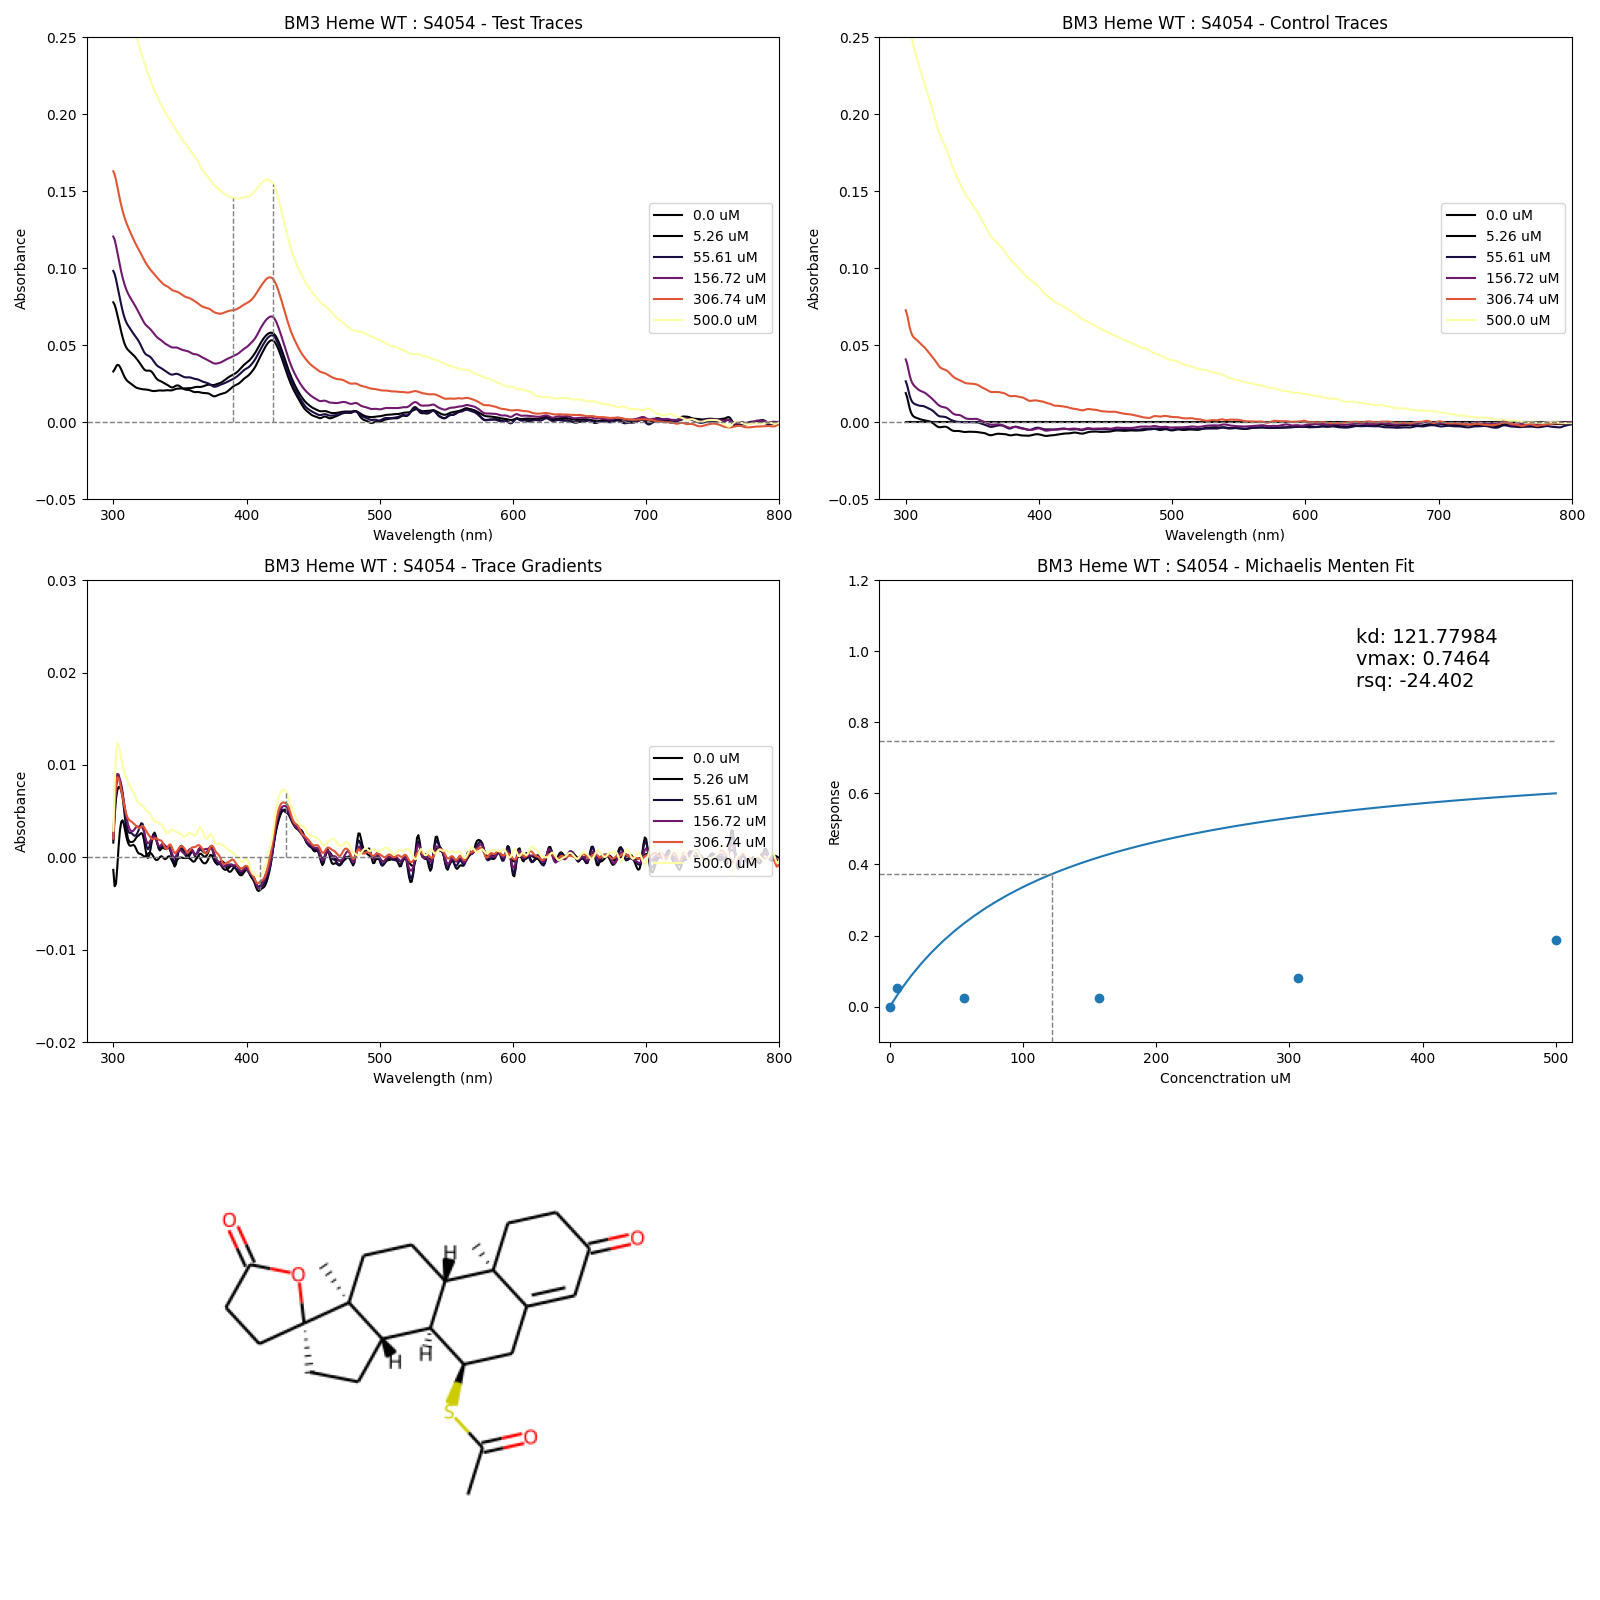 BM3 Heme WT : S4054 - Test Traces
0.25
0.20
0.15
0.10
0.05
0.00
−0.05
Absorbance
300
400
500
600
700
800
Wavelength (nm)
0.0 uM
5.26 uM
55.61 uM
156.72 uM
306.74 uM
500.0 uM
BM3 Heme WT : S4054 - Control Traces
0.25
0.20
0.15
0.10
0.05
0.00
−0.05
Absorbance
300
400
500
600
700
800
Wavelength (nm)
0.0 uM
5.26 uM
55.61 uM
156.72 uM
306.74 uM
500.0 uM
BM3 Heme WT : S4054 - Trace Gradients
0.03
0.02
0.01
0.00
−0.01
−0.02
Absorbance
300
400
500
600
700
800
Wavelength (nm)
0.0 uM
5.26 uM
55.61 uM
156.72 uM
306.74 uM
500.0 uM
BM3 Heme WT : S4054 - Michaelis Menten Fit
1.2
1.0
0.8
0.6
0.4
0.2
0.0
Response
0
100
200
300
400
500
Concenctration uM
kd: 121.77984
vmax: 0.7464
rsq: -24.402
O
O
H
O
H
H
S
O